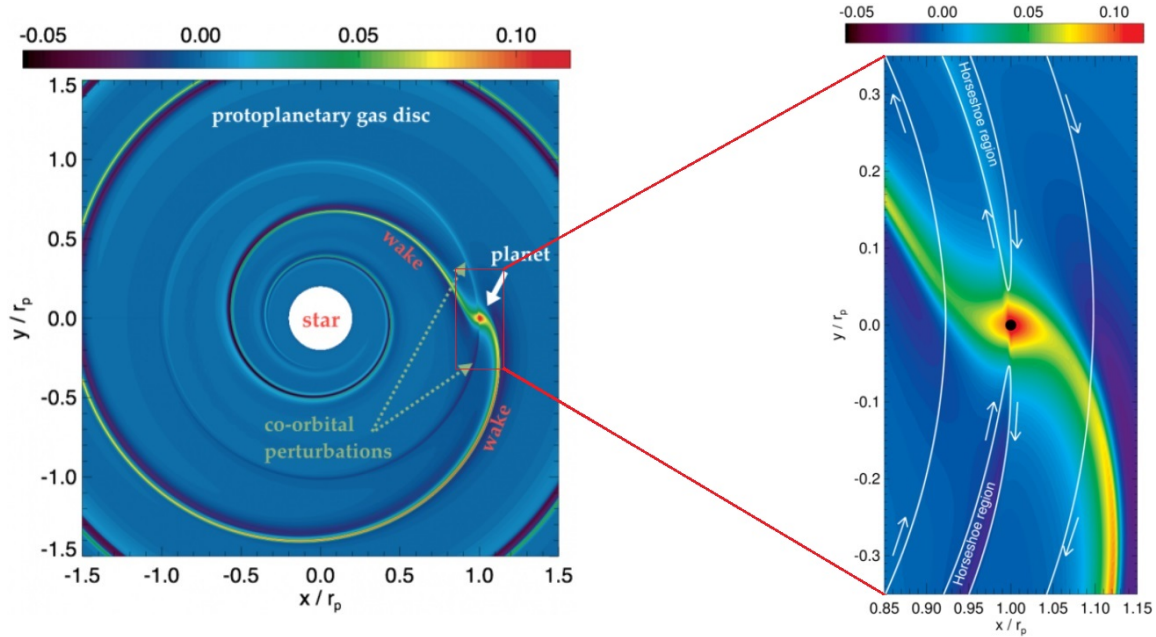 -0.05 0.00 0.05 0.10
protoplanetary gas disc
wake
planet
star
co-orbital
perturbations
wake
1.5
1.0
0.5
0.0
-0.5
-1.0
-1.5
y / rp
-1.5 -1.0 -0.5 0.0 0.5 1.0 1.5
x / rp
-0.05 0.00 0.05 0.10
Horseshoe region
Horseshoe region
0.3
0.2
0.1
0.0
-0.1
-0.2
-0.3
y / rp
0.85 0.90 0.95 1.00 1.05 1.10 1.15
x / rp